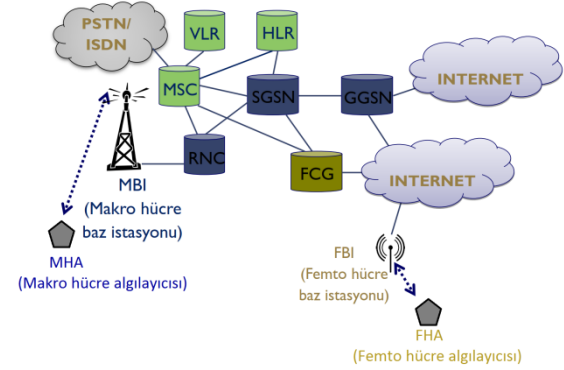 PSTN/
ISDN
VLR
HLR
MSC
SGSN
GGSN
INTERNET
RNC
FCG
INTERNET
MBI
(Makro hücre
baz istasyonu)
MHA
(Makro hücre algılayıcısı)
FBI
(Femto hücre
baz istasyonu)
FHA
(Femto hücre algılayıcısı)